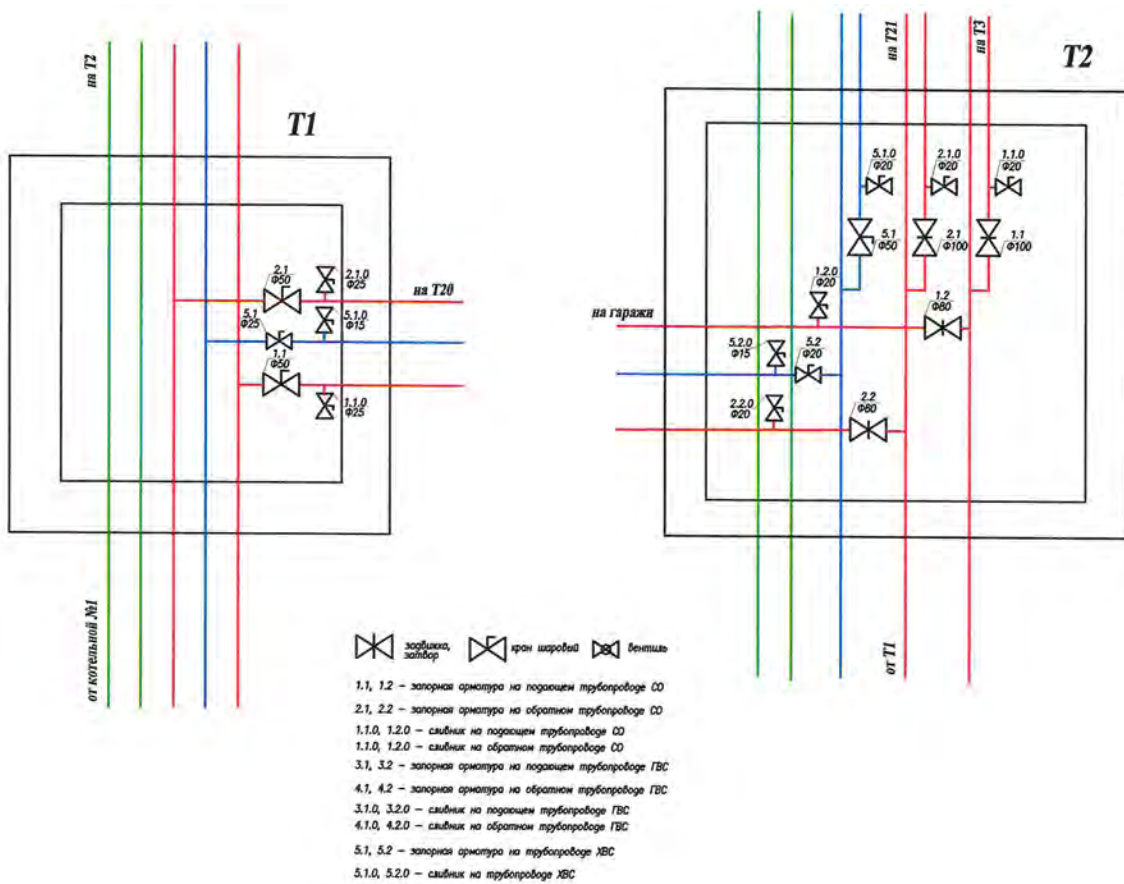 на Т2
Т1
2.1
Ф50
2.1.0
Ф25
на Т20
5.1
Ф25
5.1.0
Ф15
1.1
Ф50
1.1.0
Ф25
от котельной №1
на Т21
на Т3
Т2
5.1.0
Ф20
2.1.0
Ф20
1.1.0
Ф20
5.1
Ф50
2.1
Ф100
1.1
Ф100
1.2.0
Ф20
1.2
Ф80
на гаражи
5.2.0
Ф15
5.2
Ф20
2.2.0
Ф20
2.2
Ф80
от Т1
задвижка,
затвор
кран шаровый
вентиль
1.1, 1.2 – запорная арматура на подающем трубопроводе СО
2.1, 2.2 – запорная арматура на обратном трубопроводе СО
1.1.0, 1.2.0 – сливник на подающем трубопроводе СО
1.1.0, 1.2.0 – сливник на обратном трубопроводе СО
3.1, 3.2 – запорная арматура на подающем трубопроводе ГВС
4.1, 4.2 – запорная арматура на обратном трубопроводе ГВС
3.1.0, 3.2.0 – сливник на подающем трубопроводе ГВС
4.1.0, 4.2.0 – сливник на обратном трубопроводе ГВС
5.1, 5.2 – запорная арматура на трубопроводе ХВС
5.1.0, 5.2.0 – сливник на трубопроводе ХВС